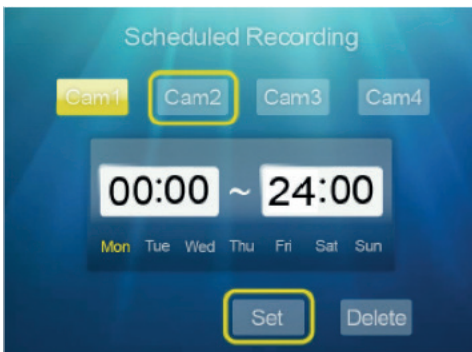 Scheduled Recording
Cam1 Cam2 Cam3 Cam4
00:00 ~ 24:00
Mon Tue Wed Thu Fri Sat Sun
Set Delete